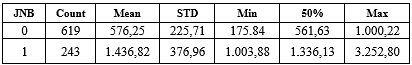 JNB Count Mean STD Min 50% Max
0 619 576,25 225,71 175.84 561,63 1.000,22
1 243 1.436,82 376,96 1.003,88 1.336,13 3.252,80